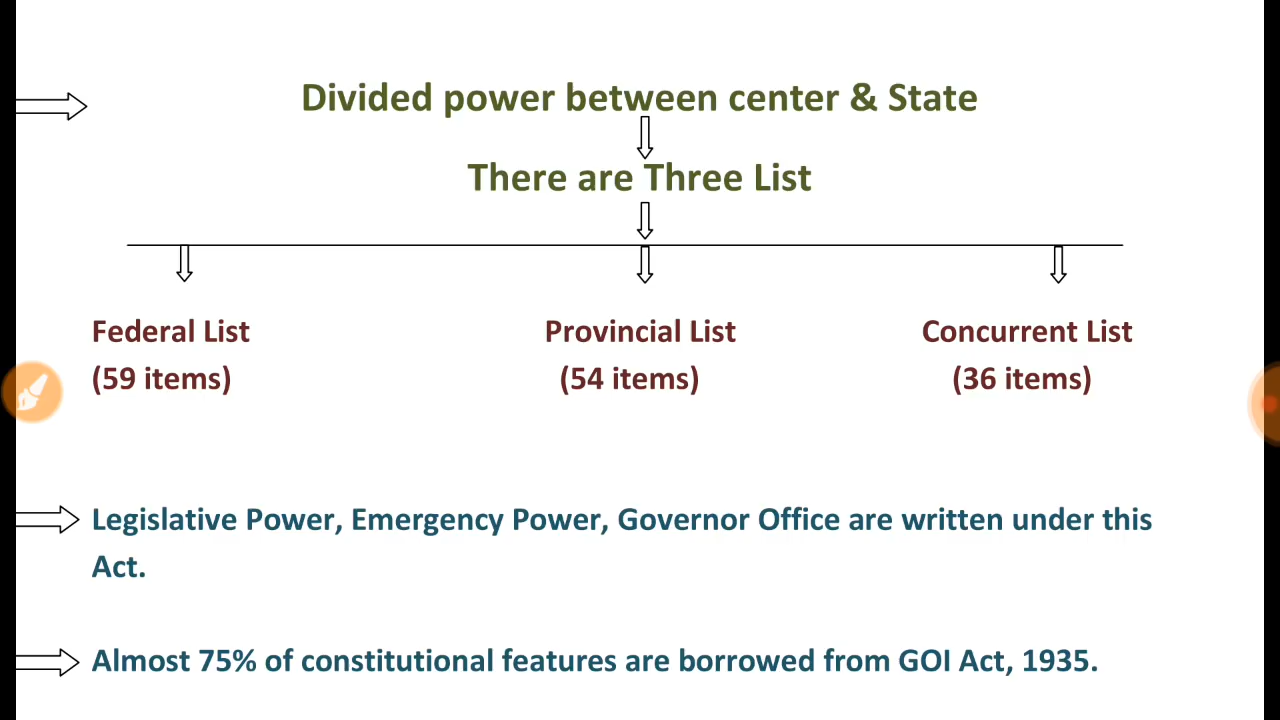 Divided power between center & State
There are Three List
Federal List
(59 items)
Provincial List
(54 items)
Concurrent List
(36 items)
Legislative Power, Emergency Power, Governor Office are written under this
Act.
Almost 75% of constitutional features are borrowed from GOI Act, 1935.